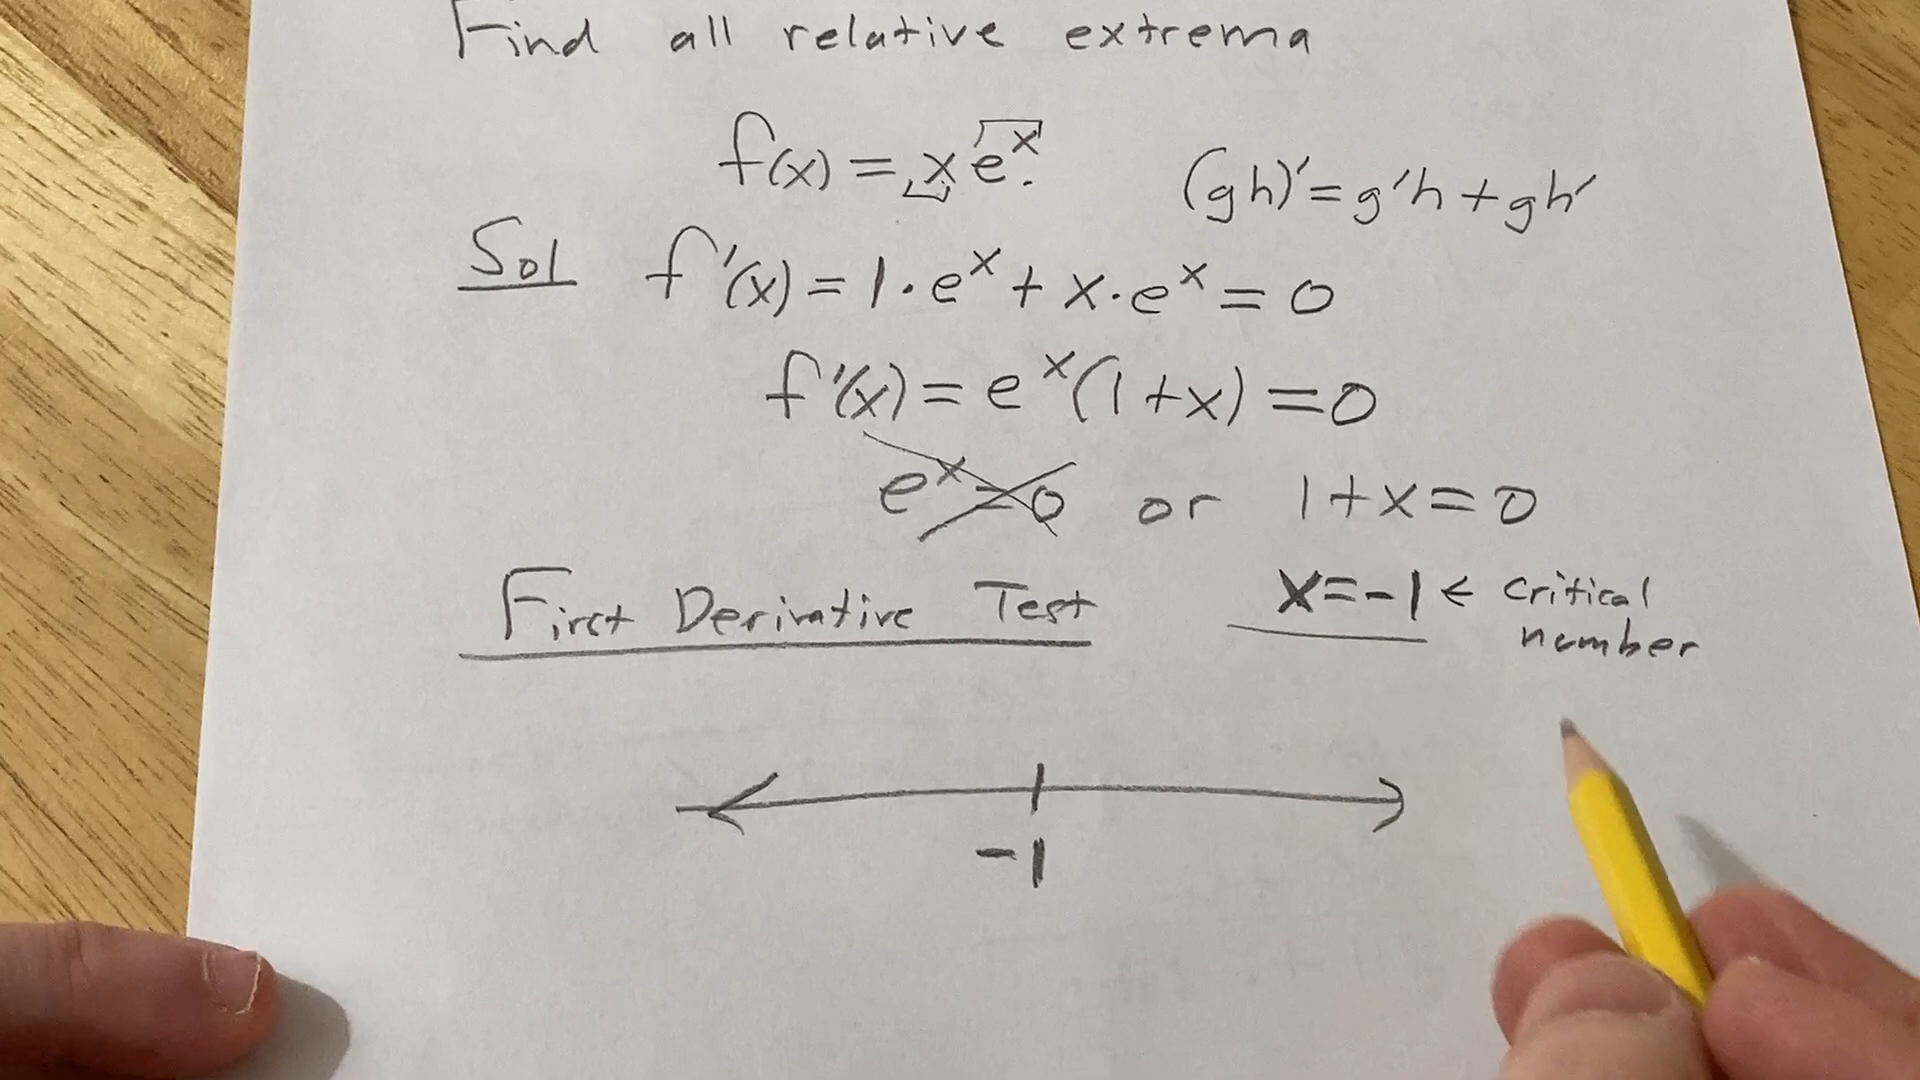 Find all relative extrema
f(x) = x e^x.
(gh)' = g'h + gh'
Sol f'(x) = 1 · e^x + x · e^x = 0
f'(x) = e^x (1+x) = 0
e^x = 0 or 1+x = 0
First Derivative Test
x = -1 ← critical
number
-1